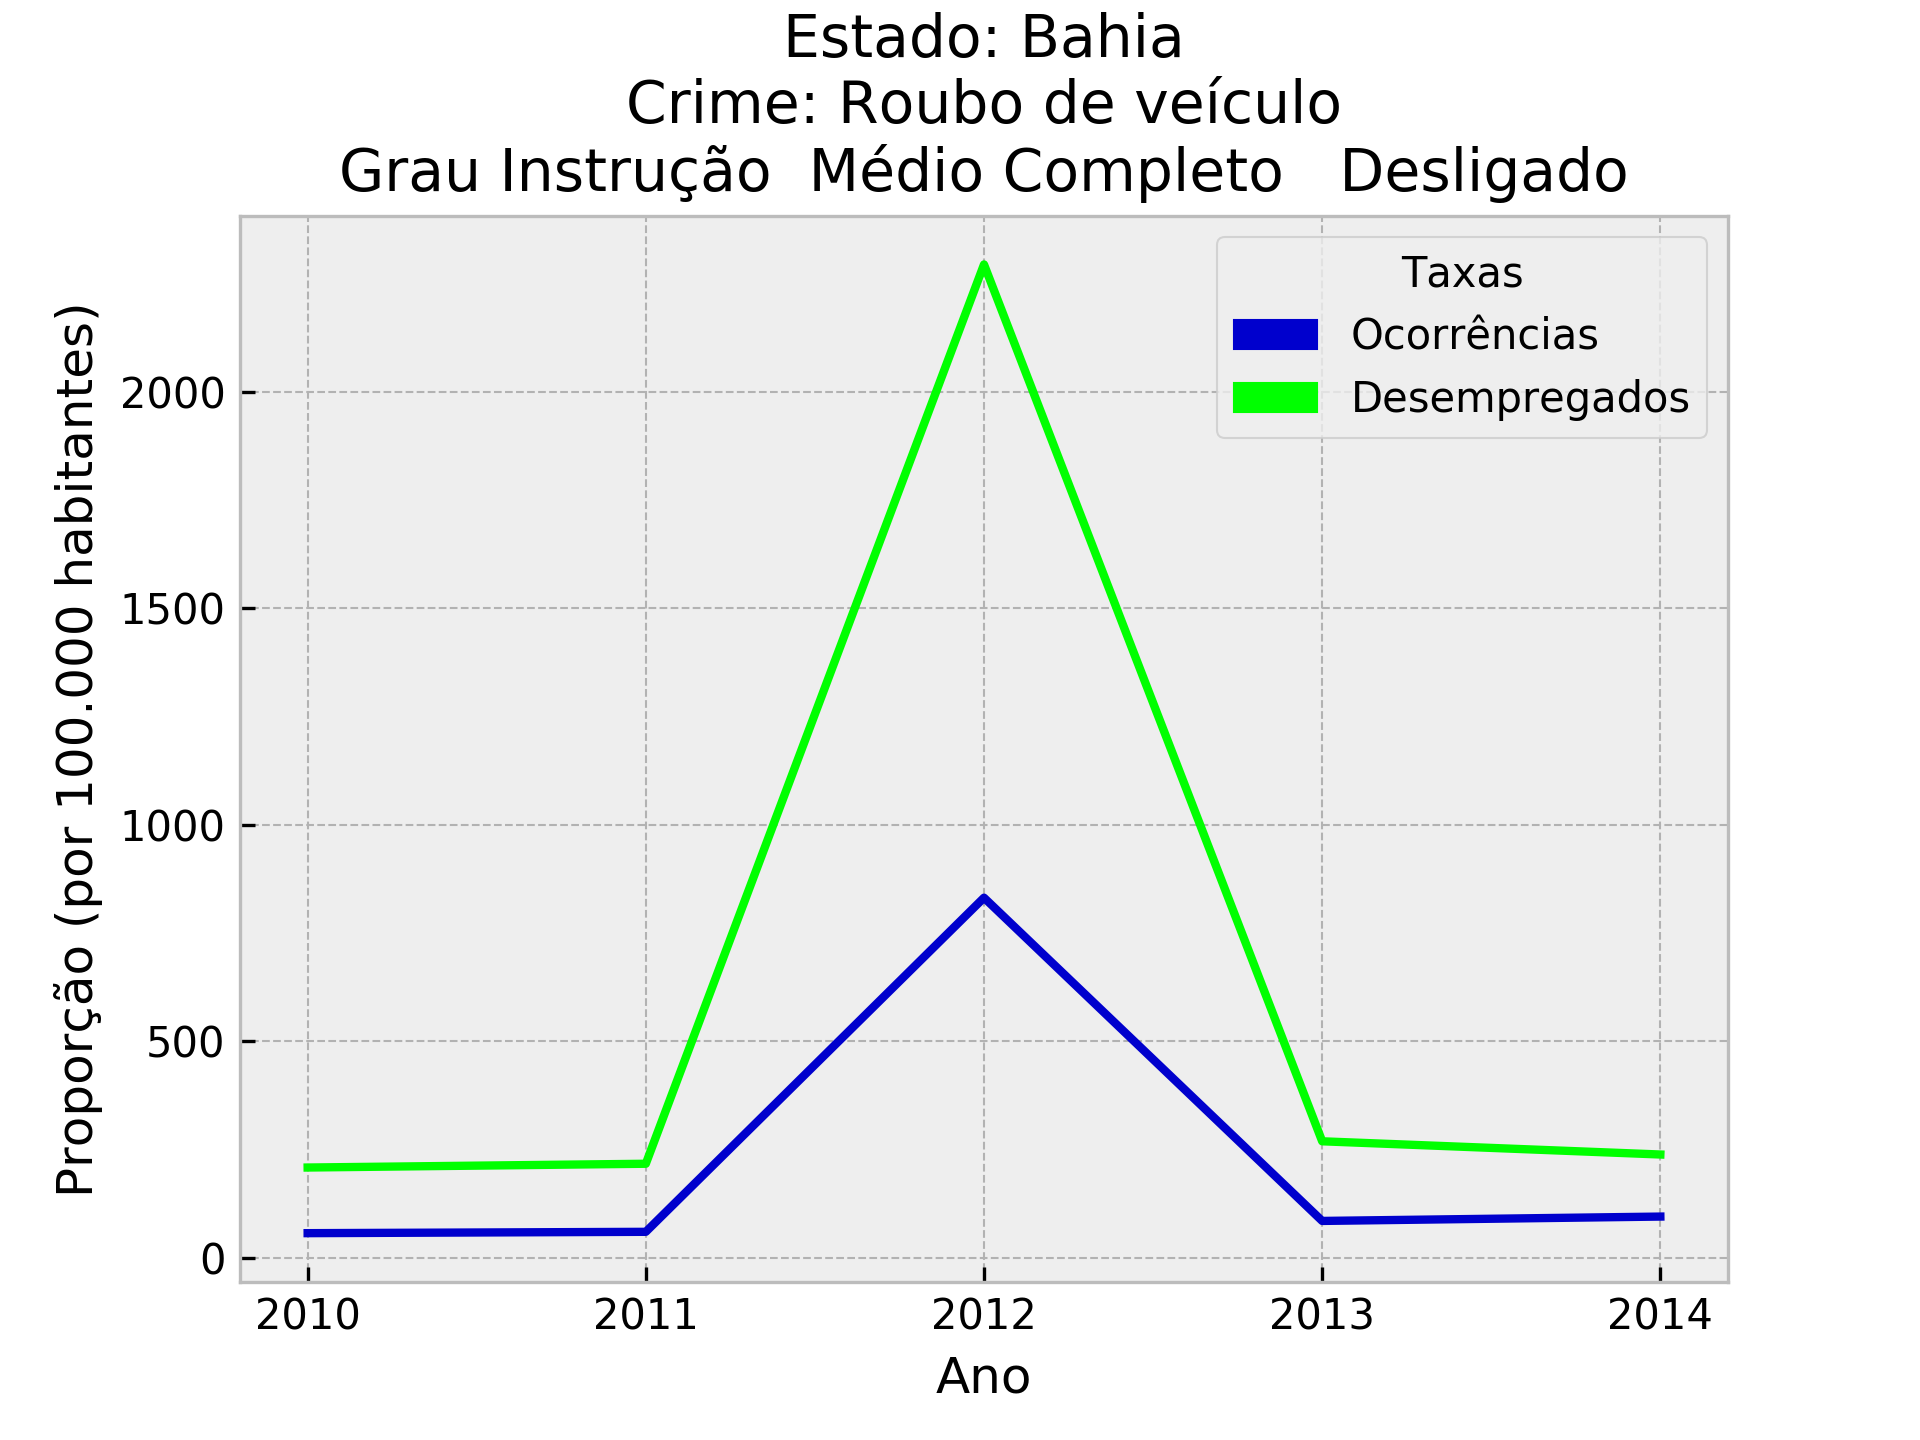 Estado: Bahia
Crime: Roubo de veículo
Grau Instrução  Médio Completo   Desligado
Proporção (por 100.000 habitantes)
2000
1500
1000
500
0
Taxas
Ocorrências
Desempregados
2010
2011
2012
2013
2014
Ano